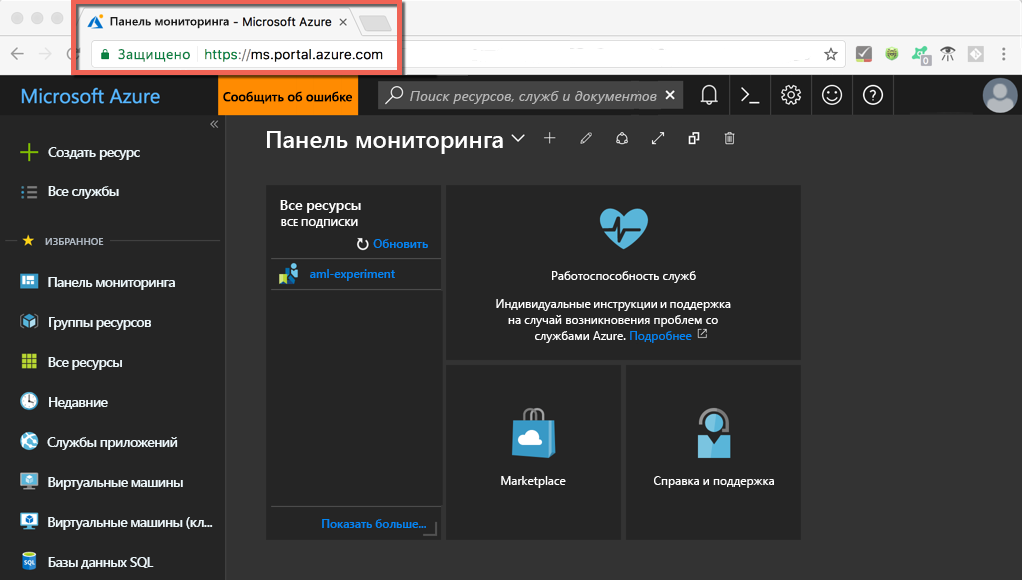 Панель мониторинга - Microsoft Azure
Защищено https://ms.portal.azure.com
0
Microsoft Azure
Сообщить об ошибке
Поиск ресурсов, служб и документов
Создать ресурс
Все службы
ИЗБРАННОЕ
Панель мониторинга
Группы ресурсов
Все ресурсы
Недавние
Службы приложений
Виртуальные машины
Виртуальные машины (кл...
SQL
Базы данных SQL
Панель мониторинга
Все ресурсы
ВСЕ ПОДПИСКИ
Обновить
aml-experiment
Показать больше...
Работоспособность служб
Индивидуальные инструкции и поддержка
на случай возникновения проблем со
службами Azure. Подробнее
Marketplace
Справка и поддержка